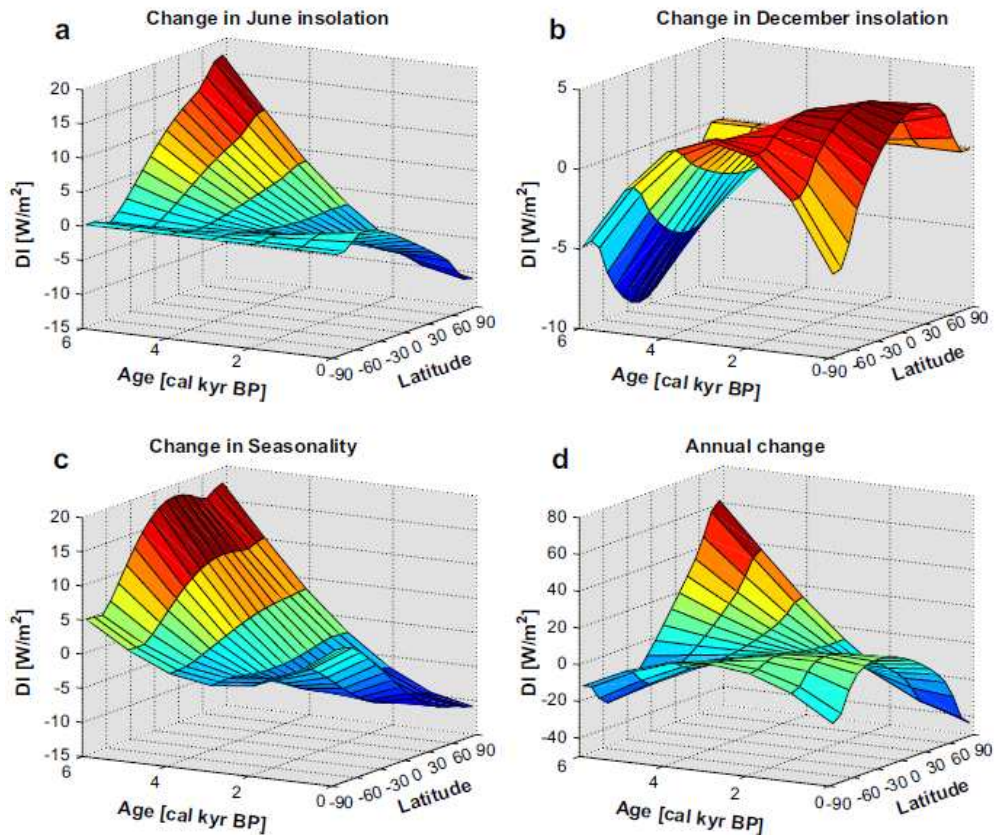 a Change in June insolation
20
15
10
5
0
-5
-10
-15
DI [W/m²]
6
4
2
0
Age [cal kyr BP]
-90 -60 -30 0 30 60 90
Latitude
b Change in December insolation
5
0
-5
-10
DI [W/m²]
6
4
2
0
Age [cal kyr BP]
-90 -60 -30 0 30 60 90
Latitude
c Change in Seasonality
20
15
10
5
0
-5
-10
-15
DI [W/m²]
6
4
2
0
Age [cal kyr BP]
-90 -60 -30 0 30 60 90
Latitude
d Annual change
80
60
40
20
0
-20
-40
DI [W/m²]
6
4
2
0
Age [cal kyr BP]
-90 -60 -30 0 30 60 90
Latitude